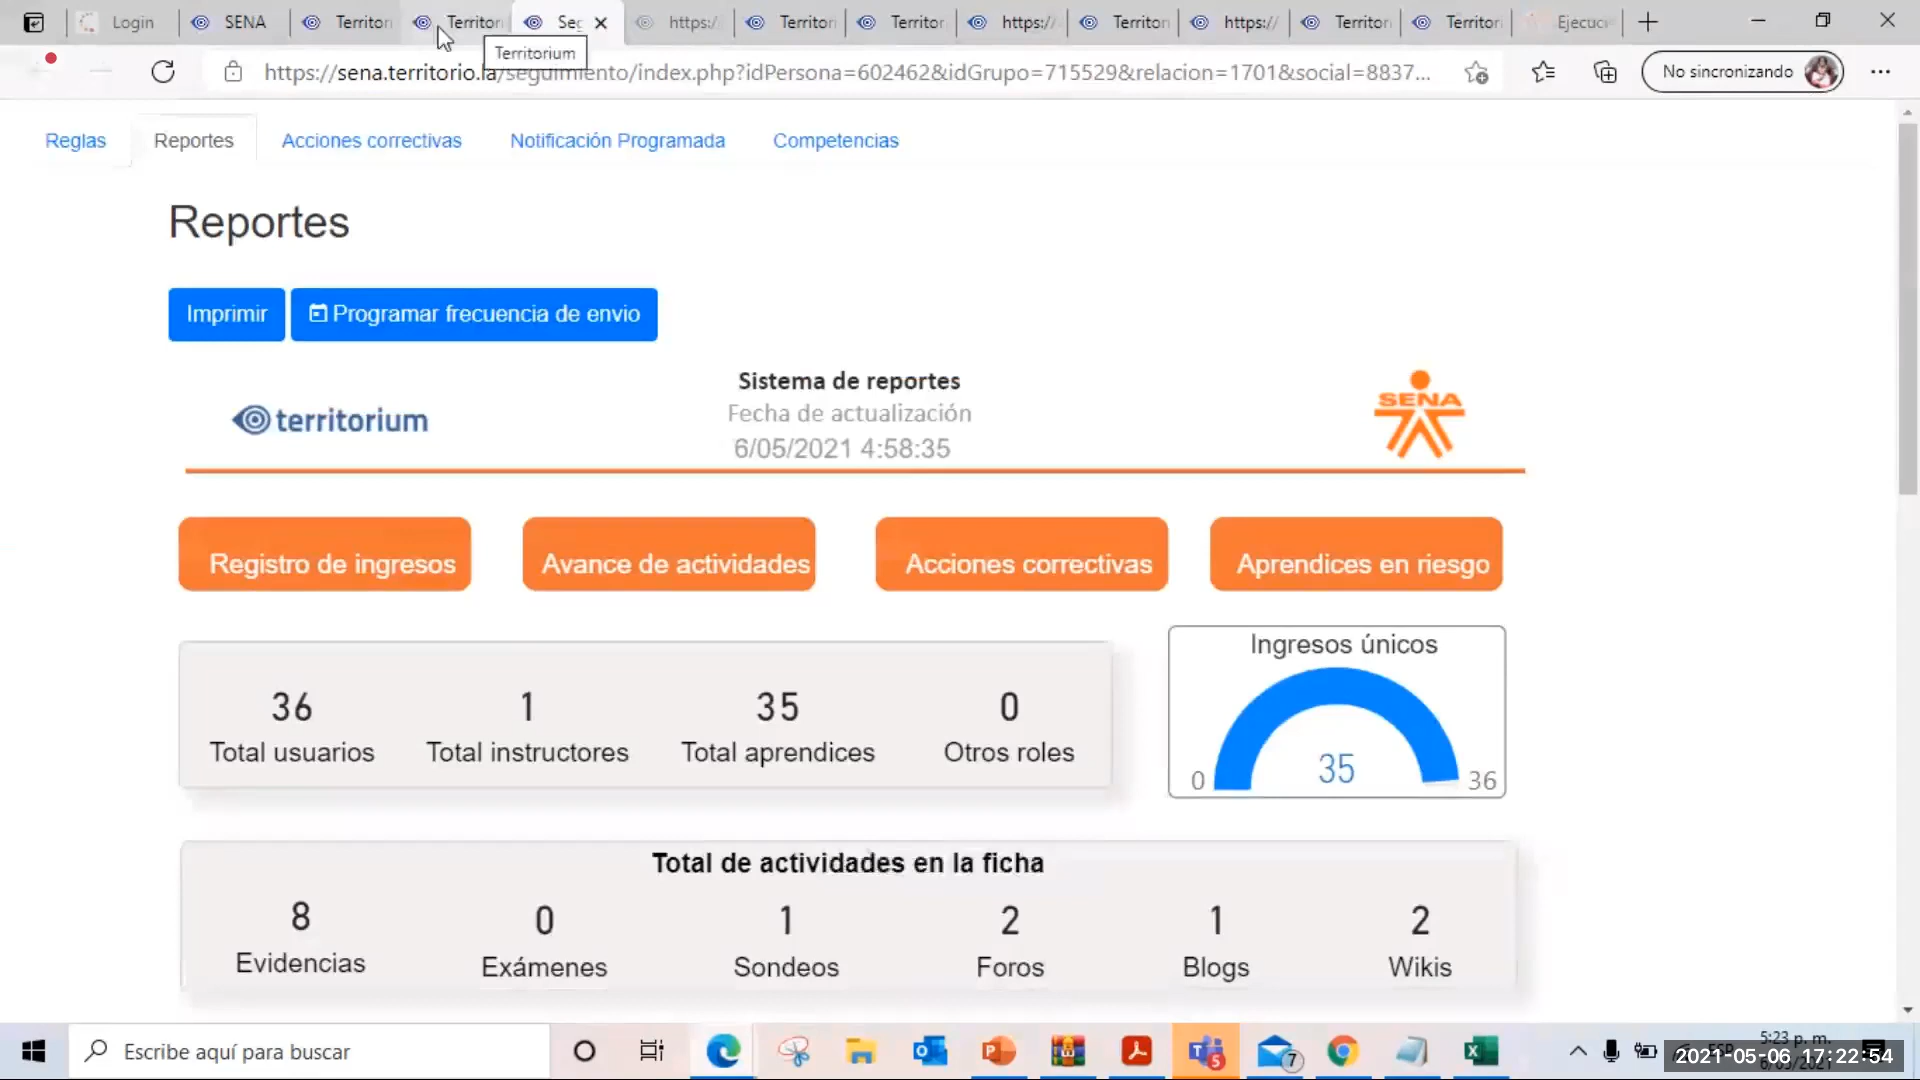 Login
SENA
Territori
Territori
Seg
https:/
Territori
Territori
https://
Territori
https://
Territori
Territori
Ejecuci
Territorium
https://sena.territorio.la/seguimiento/index.php?idPersona=602462&idGrupo=715529&relacion=1701&social=8837...
No sincronizando
Reglas
Reportes
Acciones correctivas
Notificación Programada
Competencias
Reportes
Imprimir
Programar frecuencia de envio
territorium
Sistema de reportes
Fecha de actualización
6/05/2021 4:58:35
SENA
Registro de ingresos
Avance de actividades
Acciones correctivas
Aprendices en riesgo
36
Total usuarios
1
Total instructores
35
Total aprendices
0
Otros roles
Ingresos únicos
35
0
36
Total de actividades en la ficha
8
Evidencias
0
Exámenes
1
Sondeos
2
Foros
1
Blogs
2
Wikis
Escribe aquí para buscar
5
7
5:23 p. m.
2021-05-06 17:22:54